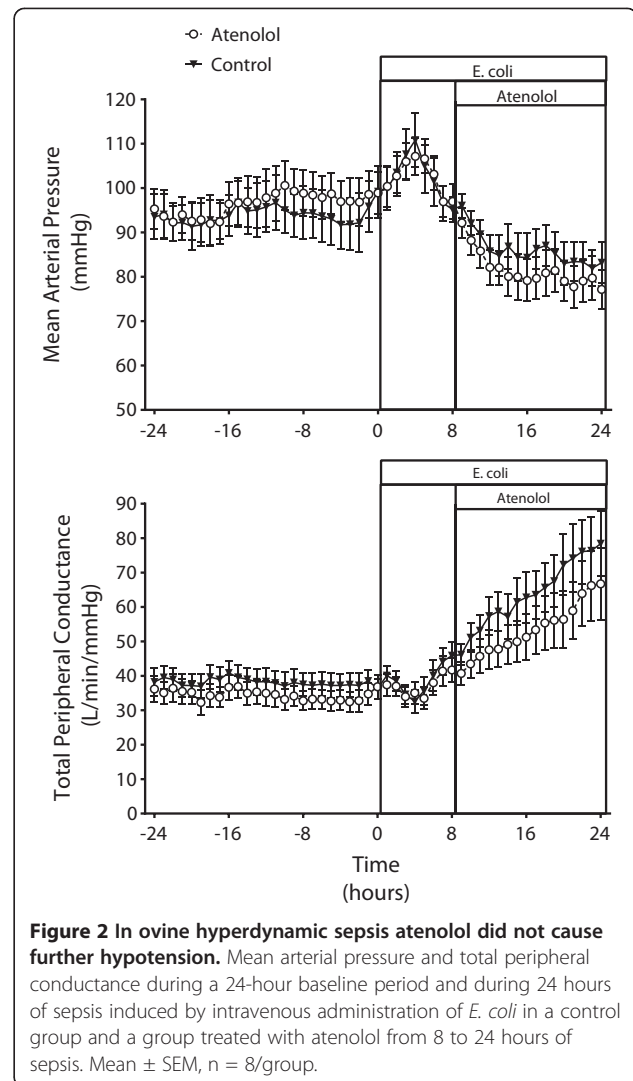 Atenolol
Control
E. coli
Atenolol
120
110
100
90
80
70
60
50
Mean Arterial Pressure
(mmHg)
-24 -16 -8 0 8 16 24
E. coli
Atenolol
90
80
70
60
50
40
30
20
10
0
Total Peripheral Conductance
(L/min/mmHg)
-24 -16 -8 0 8 16 24
Time
(hours)
Figure 2 In ovine hyperdynamic sepsis atenolol did not cause
further hypotension. Mean arterial pressure and total peripheral
conductance during a 24-hour baseline period and during 24 hours
of sepsis induced by intravenous administration of E. coli in a control
group and a group treated with atenolol from 8 to 24 hours of
sepsis. Mean ± SEM, n = 8/group.